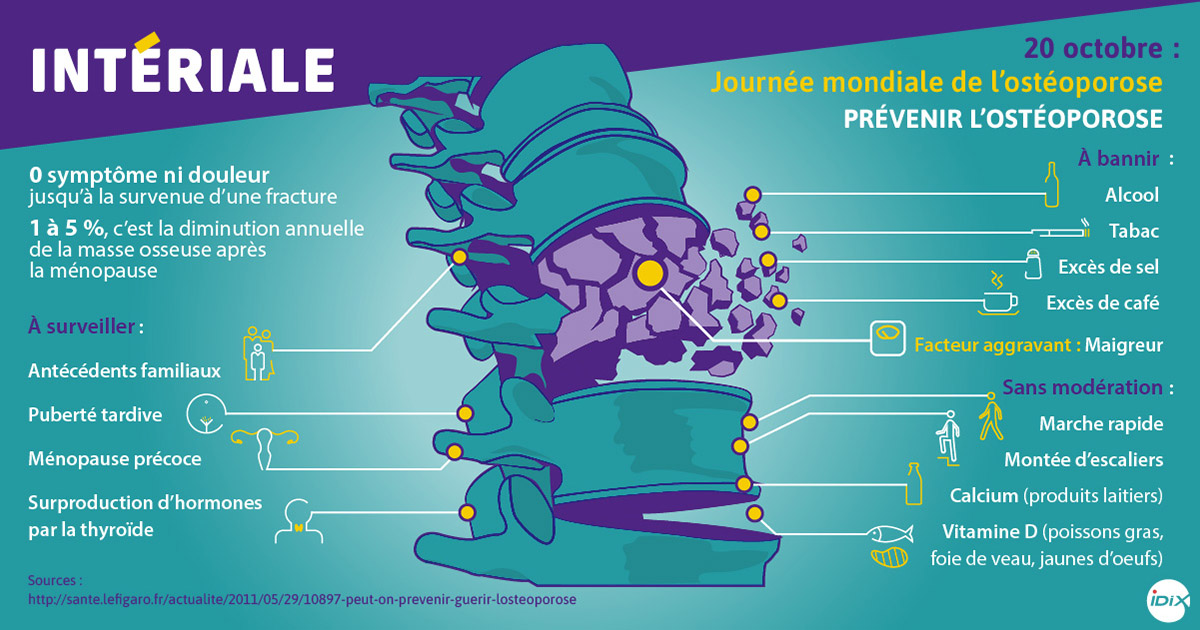 INTÉRIALE
20 octobre :
Journée mondiale de l'ostéoporose
PRÉVENIR L'OSTÉOPOROSE
0 symptôme ni douleur
jusqu'à la survenue d'une fracture
1 à 5 %, c'est la diminution annuelle
de la masse osseuse après
la ménopause
À surveiller :
Antécédents familiaux
Puberté tardive
Ménopause précoce
Surproduction d'hormones
par la thyroïde
À bannir :
Alcool
Tabac
Excès de sel
Excès de café
Facteur aggravant : Maigreur
Sans modération :
Marche rapide
Montée d'escaliers
Calcium (produits laitiers)
Vitamine D (poissons gras,
foie de veau, jaunes d'oeufs)
Sources :
http://sante.lefigaro.fr/actualite/2011/05/29/10897-peut-on-prevenir-guerir-losteoporose
iDiX